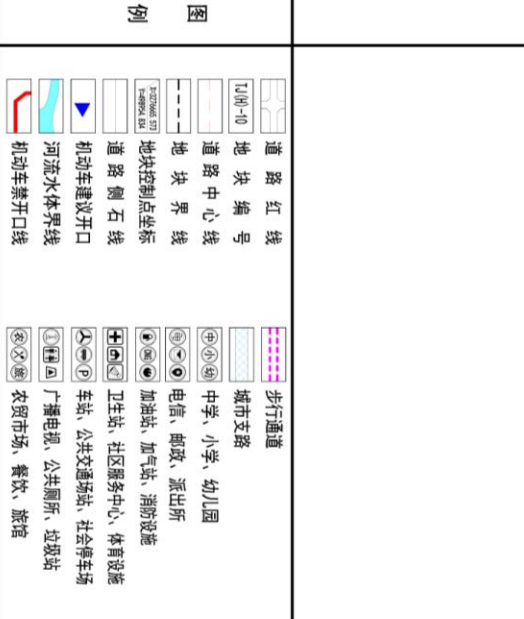 图例
道路红线
TJ(H)-10 地块编号
道路中心线
地块界线
地块控制点坐标
道路侧石线
机动车建议开口
河流水体界线
机动车禁开口线
步行通道
城市支路
中 小 幼 中学、小学、幼儿园
电信、邮政、派出所
加油站、加气站、消防设施
卫生站、社区服务中心、体育设施
P 车站、公共交通场站、社会停车场
广播电视、公共厕所、垃圾站
农 旅 农贸市场、餐饮、旅馆